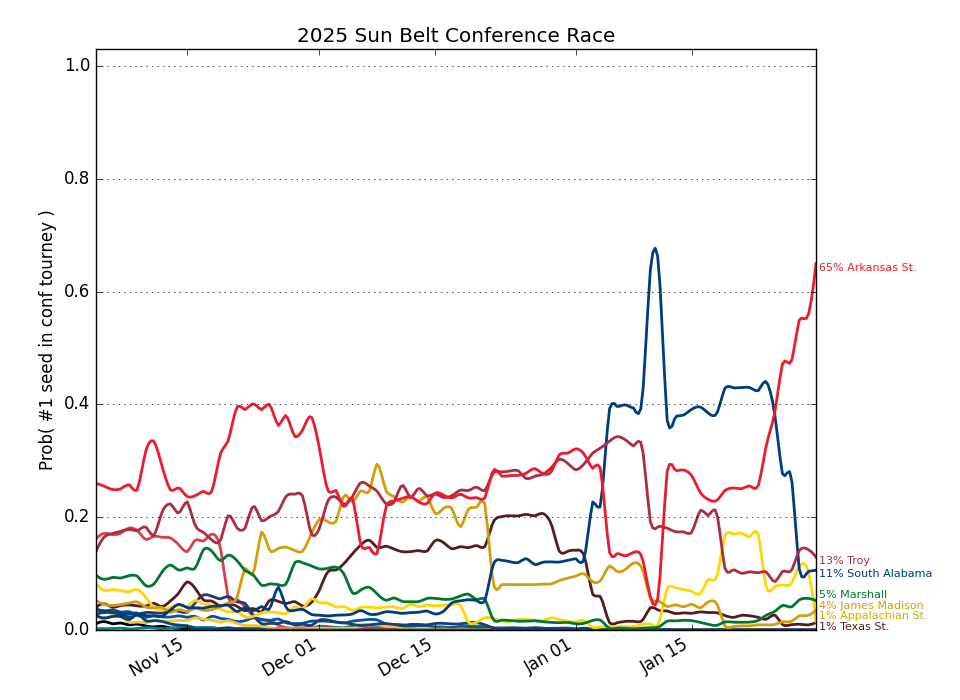 2025 Sun Belt Conference Race
Prob( #1 seed in conf tourney )
1.0
0.8
0.6
0.4
0.2
0.0
Nov 15
Dec 01
Dec 15
Jan 01
Jan 15
65% Arkansas St.
13% Troy
11% South Alabama
5% Marshall
4% James Madison
1% Appalachian St.
1% Texas St.